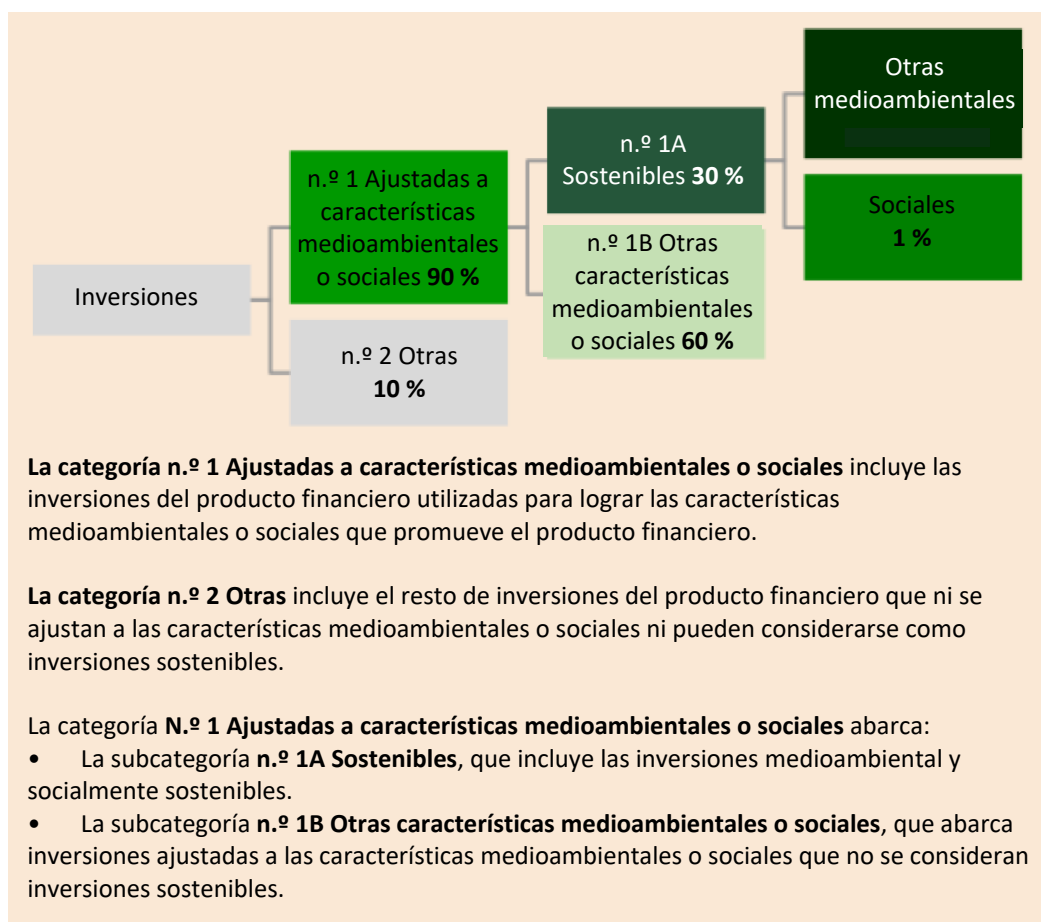 Otras
medioambientales
n.º 1A
Sostenibles 30 %
n.º 1 Ajustadas a
características
medioambientales
o sociales 90 %
Sociales
1 %
n.º 1B Otras
características
medioambientales
o sociales 60 %
Inversiones
n.º 2 Otras
10 %
La categoría n.º 1 Ajustadas a características medioambientales o sociales incluye las
inversiones del producto financiero utilizadas para lograr las características
medioambientales o sociales que promueve el producto financiero.
La categoría n.º 2 Otras incluye el resto de inversiones del producto financiero que ni se
ajustan a las características medioambientales o sociales ni pueden considerarse como
inversiones sostenibles.
La categoría N.º 1 Ajustadas a características medioambientales o sociales abarca:
• La subcategoría n.º 1A Sostenibles, que incluye las inversiones medioambiental y
socialmente sostenibles.
• La subcategoría n.º 1B Otras características medioambientales o sociales, que abarca
inversiones ajustadas a las características medioambientales o sociales que no se consideran
inversiones sostenibles.